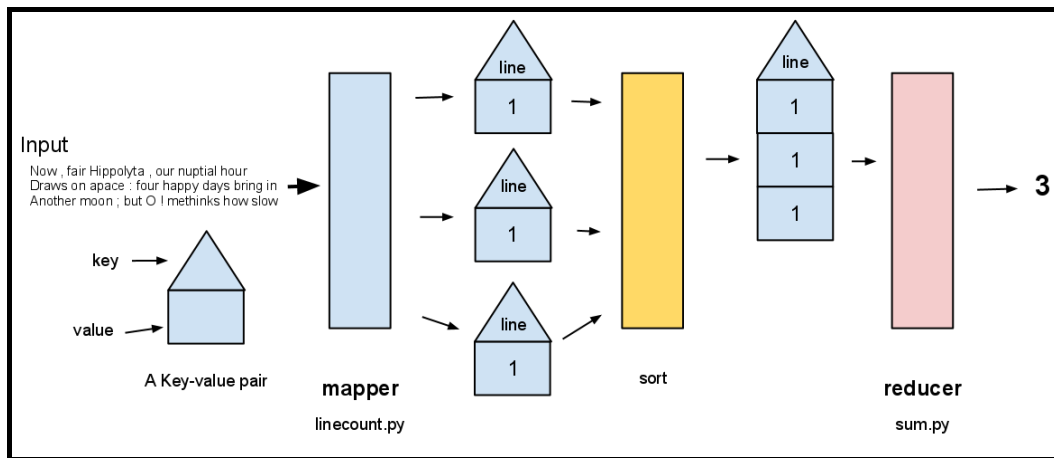 Input
Now , fair Hippolyta , our nuptial hour
Draws on apace : four happy days bring in
Another moon ; but O ! methinks how slow
key
value
A Key-value pair
mapper
linecount.py
line
1
line
1
line
1
sort
line
1
1
1
reducer
sum.py
3